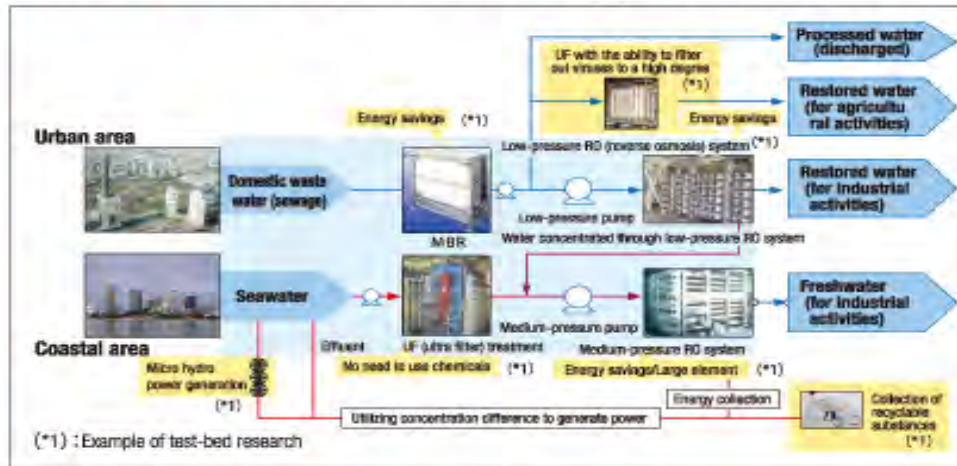 Processed water
(discharged)
UF with the ability to filter
out viruses to a high degree
(*1)
Restored water
(for agricultu
ral activities)
Energy savings (*1)
Energy savings
Urban area
Low-pressure RO (reverse osmosis) system (*1)
Domestic waste
water (sewage)
Restored water
(for industrial
activities)
Low-pressure pump
MBR
Water concentrated through low-pressure RO system
Seawater
Freshwater
(for industrial
activities)
Medium-pressure pump
Coastal area
Effluent
UF (ultra filter) treatment
Medium-pressure RO system
Micro hydro
power generation
(*1)
No need to use chemicals (*1)
Energy savings/Large element (*1)
Energy collection
Collection of
recyclable
substances
(*1)
Utilizing concentration difference to generate power
(*1) : Example of test-bed research